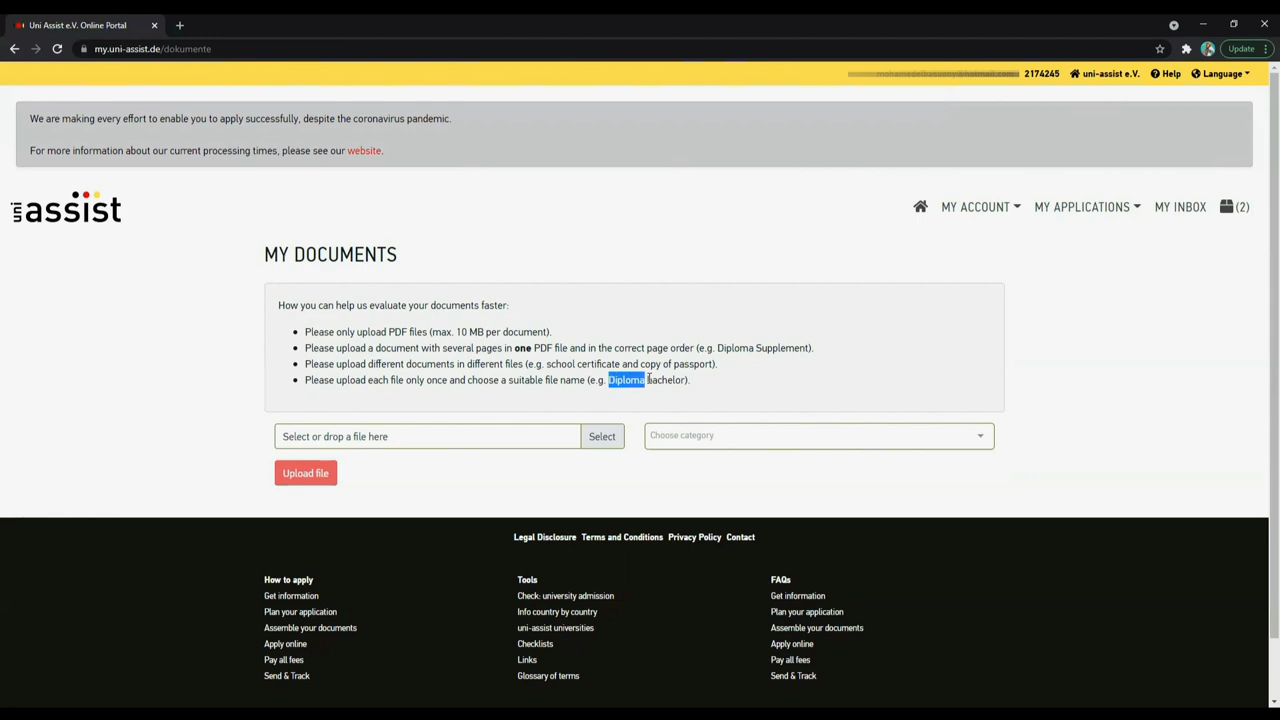 Uni Assist e.V. Online Portal
my.uni-assist.de/dokumente
Update
2174245 uni-assist e.V. Help Language
We are making every effort to enable you to apply successfully, despite the coronavirus pandemic.
For more information about our current processing times, please see our website.
uni assist
MY ACCOUNT MY APPLICATIONS MY INBOX (2)
MY DOCUMENTS
How you can help us evaluate your documents faster:
Please only upload PDF files (max. 10 MB per document).
Please upload a document with several pages in one PDF file and in the correct page order (e.g. Diploma Supplement).
Please upload different documents in different files (e.g. school certificate and copy of passport).
Please upload each file only once and choose a suitable file name (e.g. Diploma bachelor).
Select or drop a file here Select Choose category
Upload file
Legal Disclosure Terms and Conditions Privacy Policy Contact
How to apply Tools FAQs
Get information Check: university admission Get information
Plan your application Info country by country Plan your application
Assemble your documents uni-assist universities Assemble your documents
Apply online Checklists Apply online
Pay all fees Links Pay all fees
Send & Track Glossary of terms Send & Track